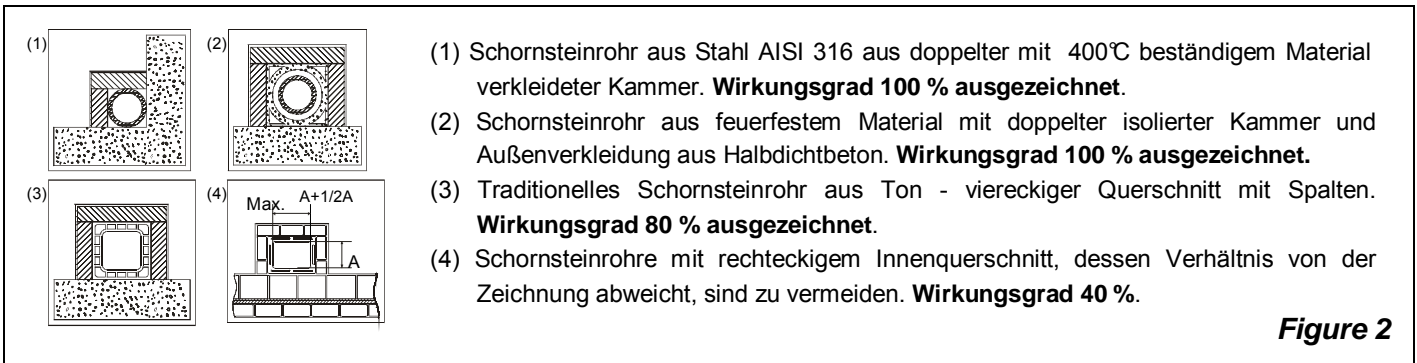 (1)
(2)
(1) Schornsteinrohr aus Stahl AISI 316 aus doppelter mit 400℃ beständigem Material
verkleideter Kammer. Wirkungsgrad 100 % ausgezeichnet.
(2) Schornsteinrohr aus feuerfestem Material mit doppelter isolierter Kammer und
Außenverkleidung aus Halbdichtbeton. Wirkungsgrad 100 % ausgezeichnet.
(3)
(4)
Max. A+1/2A
A
(3) Traditionelles Schornsteinrohr aus Ton - viereckiger Querschnitt mit Spalten.
Wirkungsgrad 80 % ausgezeichnet.
(4) Schornsteinrohre mit rechteckigem Innenquerschnitt, dessen Verhältnis von der
Zeichnung abweicht, sind zu vermeiden. Wirkungsgrad 40 %.
Figure 2